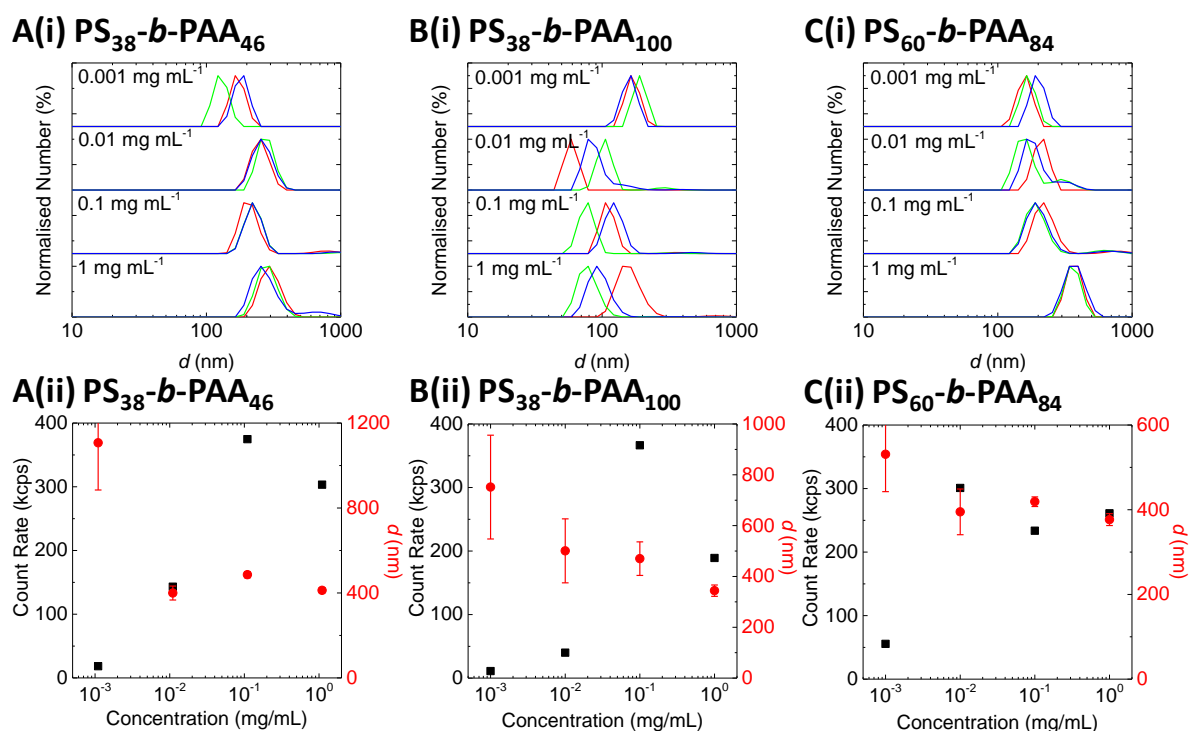 A(i) PS38-b-PAA46
Normalised Number (%)
0.001 mg mL-1
0.01 mg mL-1
0.1 mg mL-1
1 mg mL-1
10 100 1000
d (nm)
B(i) PS38-b-PAA100
Normalised Number (%)
0.001 mg mL-1
0.01 mg mL-1
0.1 mg mL-1
1 mg mL-1
10 100 1000
d (nm)
C(i) PS60-b-PAA84
Normalised Number (%)
0.001 mg mL-1
0.01 mg mL-1
0.1 mg mL-1
1 mg mL-1
10 100 1000
d (nm)
A(ii) PS38-b-PAA46
Count Rate (kcps)
400
300
200
100
0
1200
800
400
0
d (nm)
10-3 10-2 10-1 100
Concentration (mg/mL)
B(ii) PS38-b-PAA100
Count Rate (kcps)
400
300
200
100
0
1000
800
600
400
200
0
d (nm)
10-3 10-2 10-1 100
Concentration (mg/mL)
C(ii) PS60-b-PAA84
Count Rate (kcps)
400
300
200
100
0
600
400
200
0
d (nm)
10-3 10-2 10-1 100
Concentration (mg/mL)